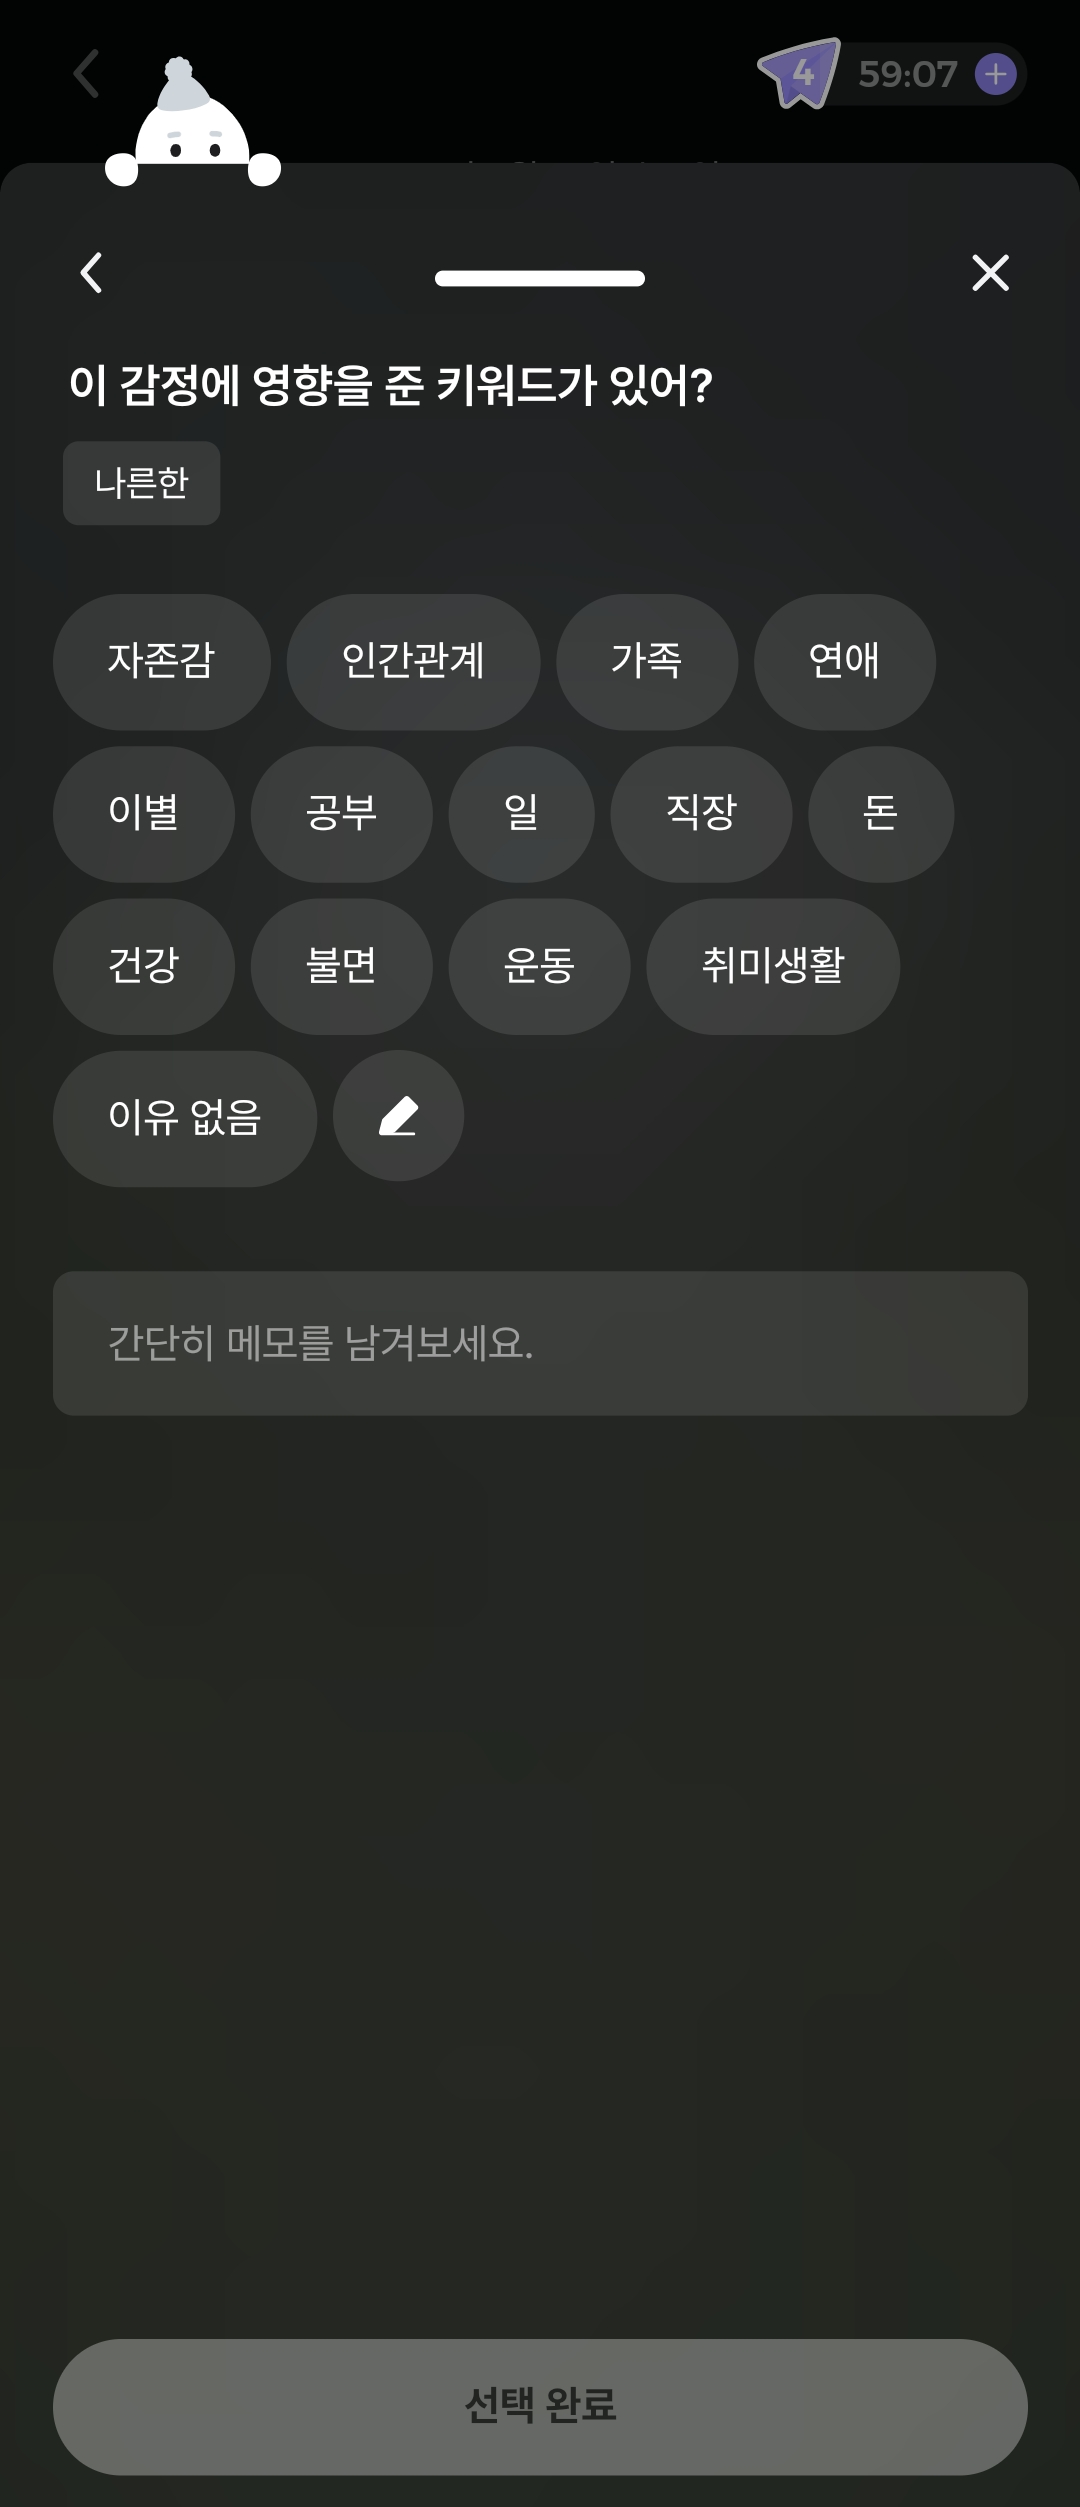 4 59:07
이 감정에 영향을 준 키워드가 있어?
나른한
자존감 인간관계 가족 연애
이별 공부 일 직장 돈
건강 불면 운동 취미생활
이유 없음
간단히 메모를 남겨보세요.
선택 완료